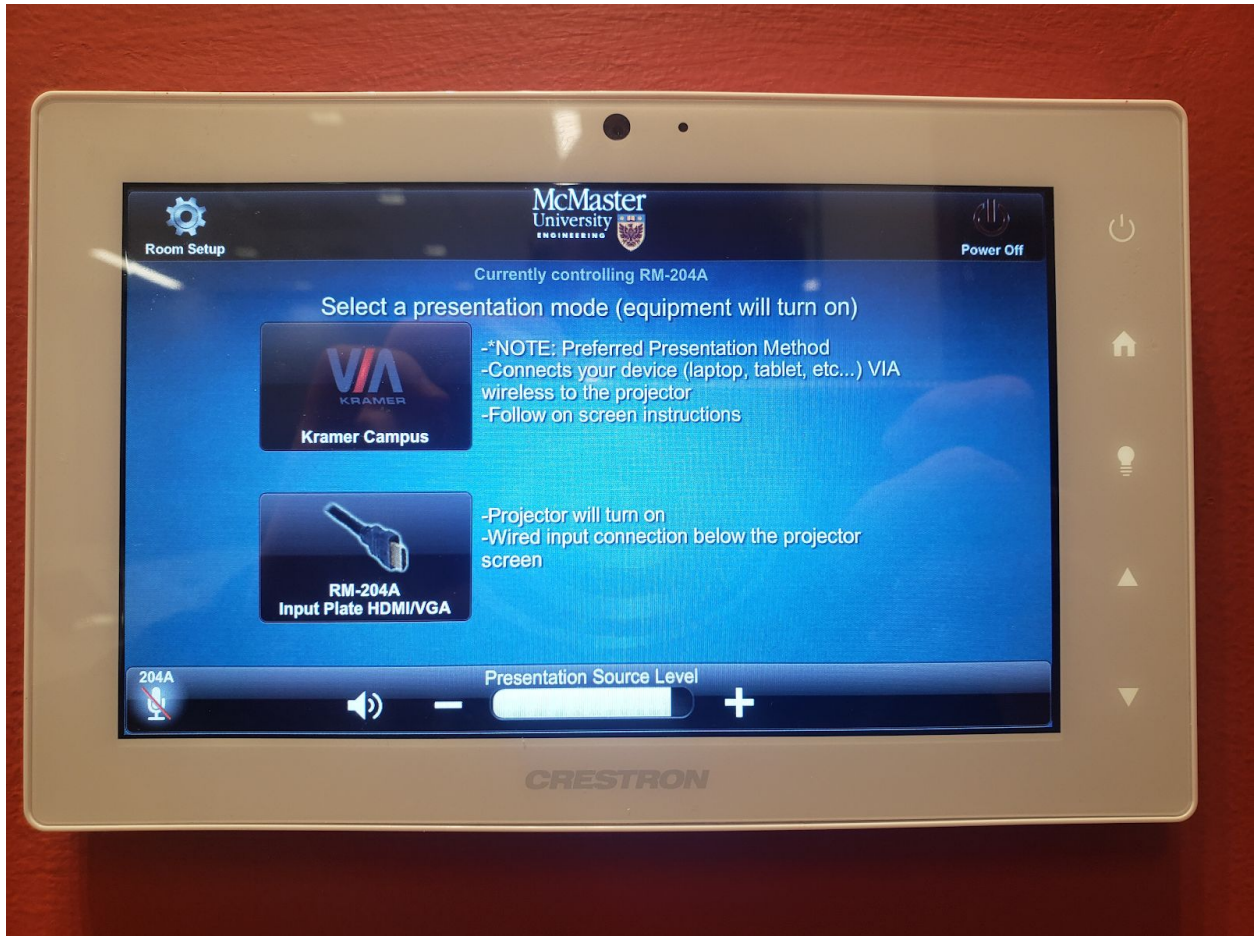 McMaster
University
ENGINEERING
Room Setup
Power Off
Currently controlling RM-204A
Select a presentation mode (equipment will turn on)
VIA
KRAMER
Kramer Campus
-*NOTE: Preferred Presentation Method
-Connects your device (laptop, tablet, etc...) VIA
wireless to the projector
-Follow on screen instructions
RM-204A
Input Plate HDMI/VGA
-Projector will turn on
-Wired input connection below the projector
screen
204A
Presentation Source Level
CRESTRON